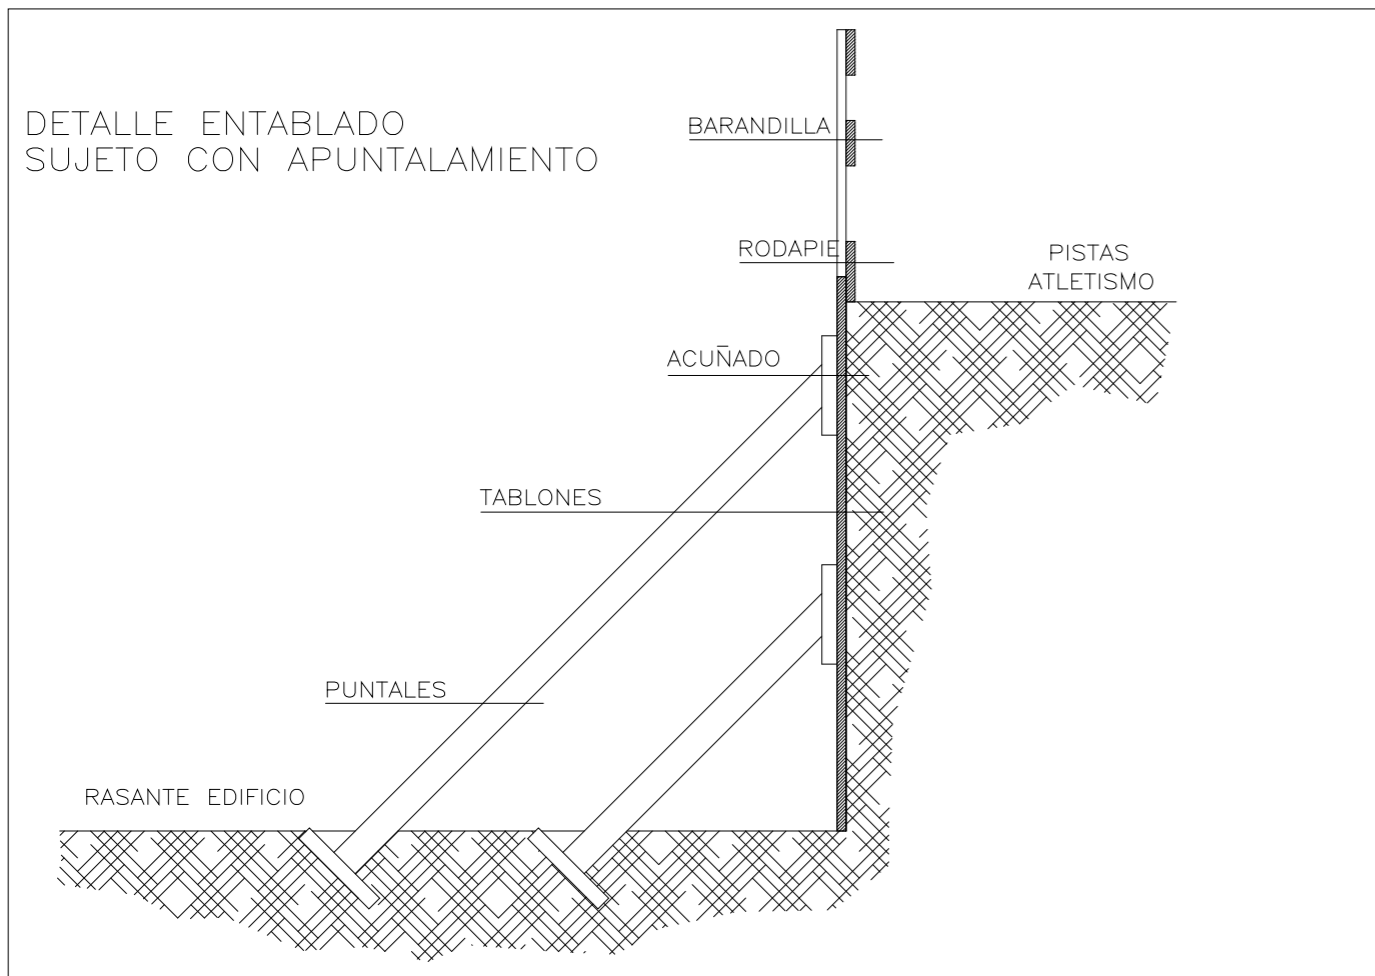 DETALLE ENTABLADO
SUJETO CON APUNTALAMIENTO
BARANDILLA
RODAPIE
PISTAS
ATLETISMO
ACUÑADO
TABLONES
PUNTALES
RASANTE EDIFICIO